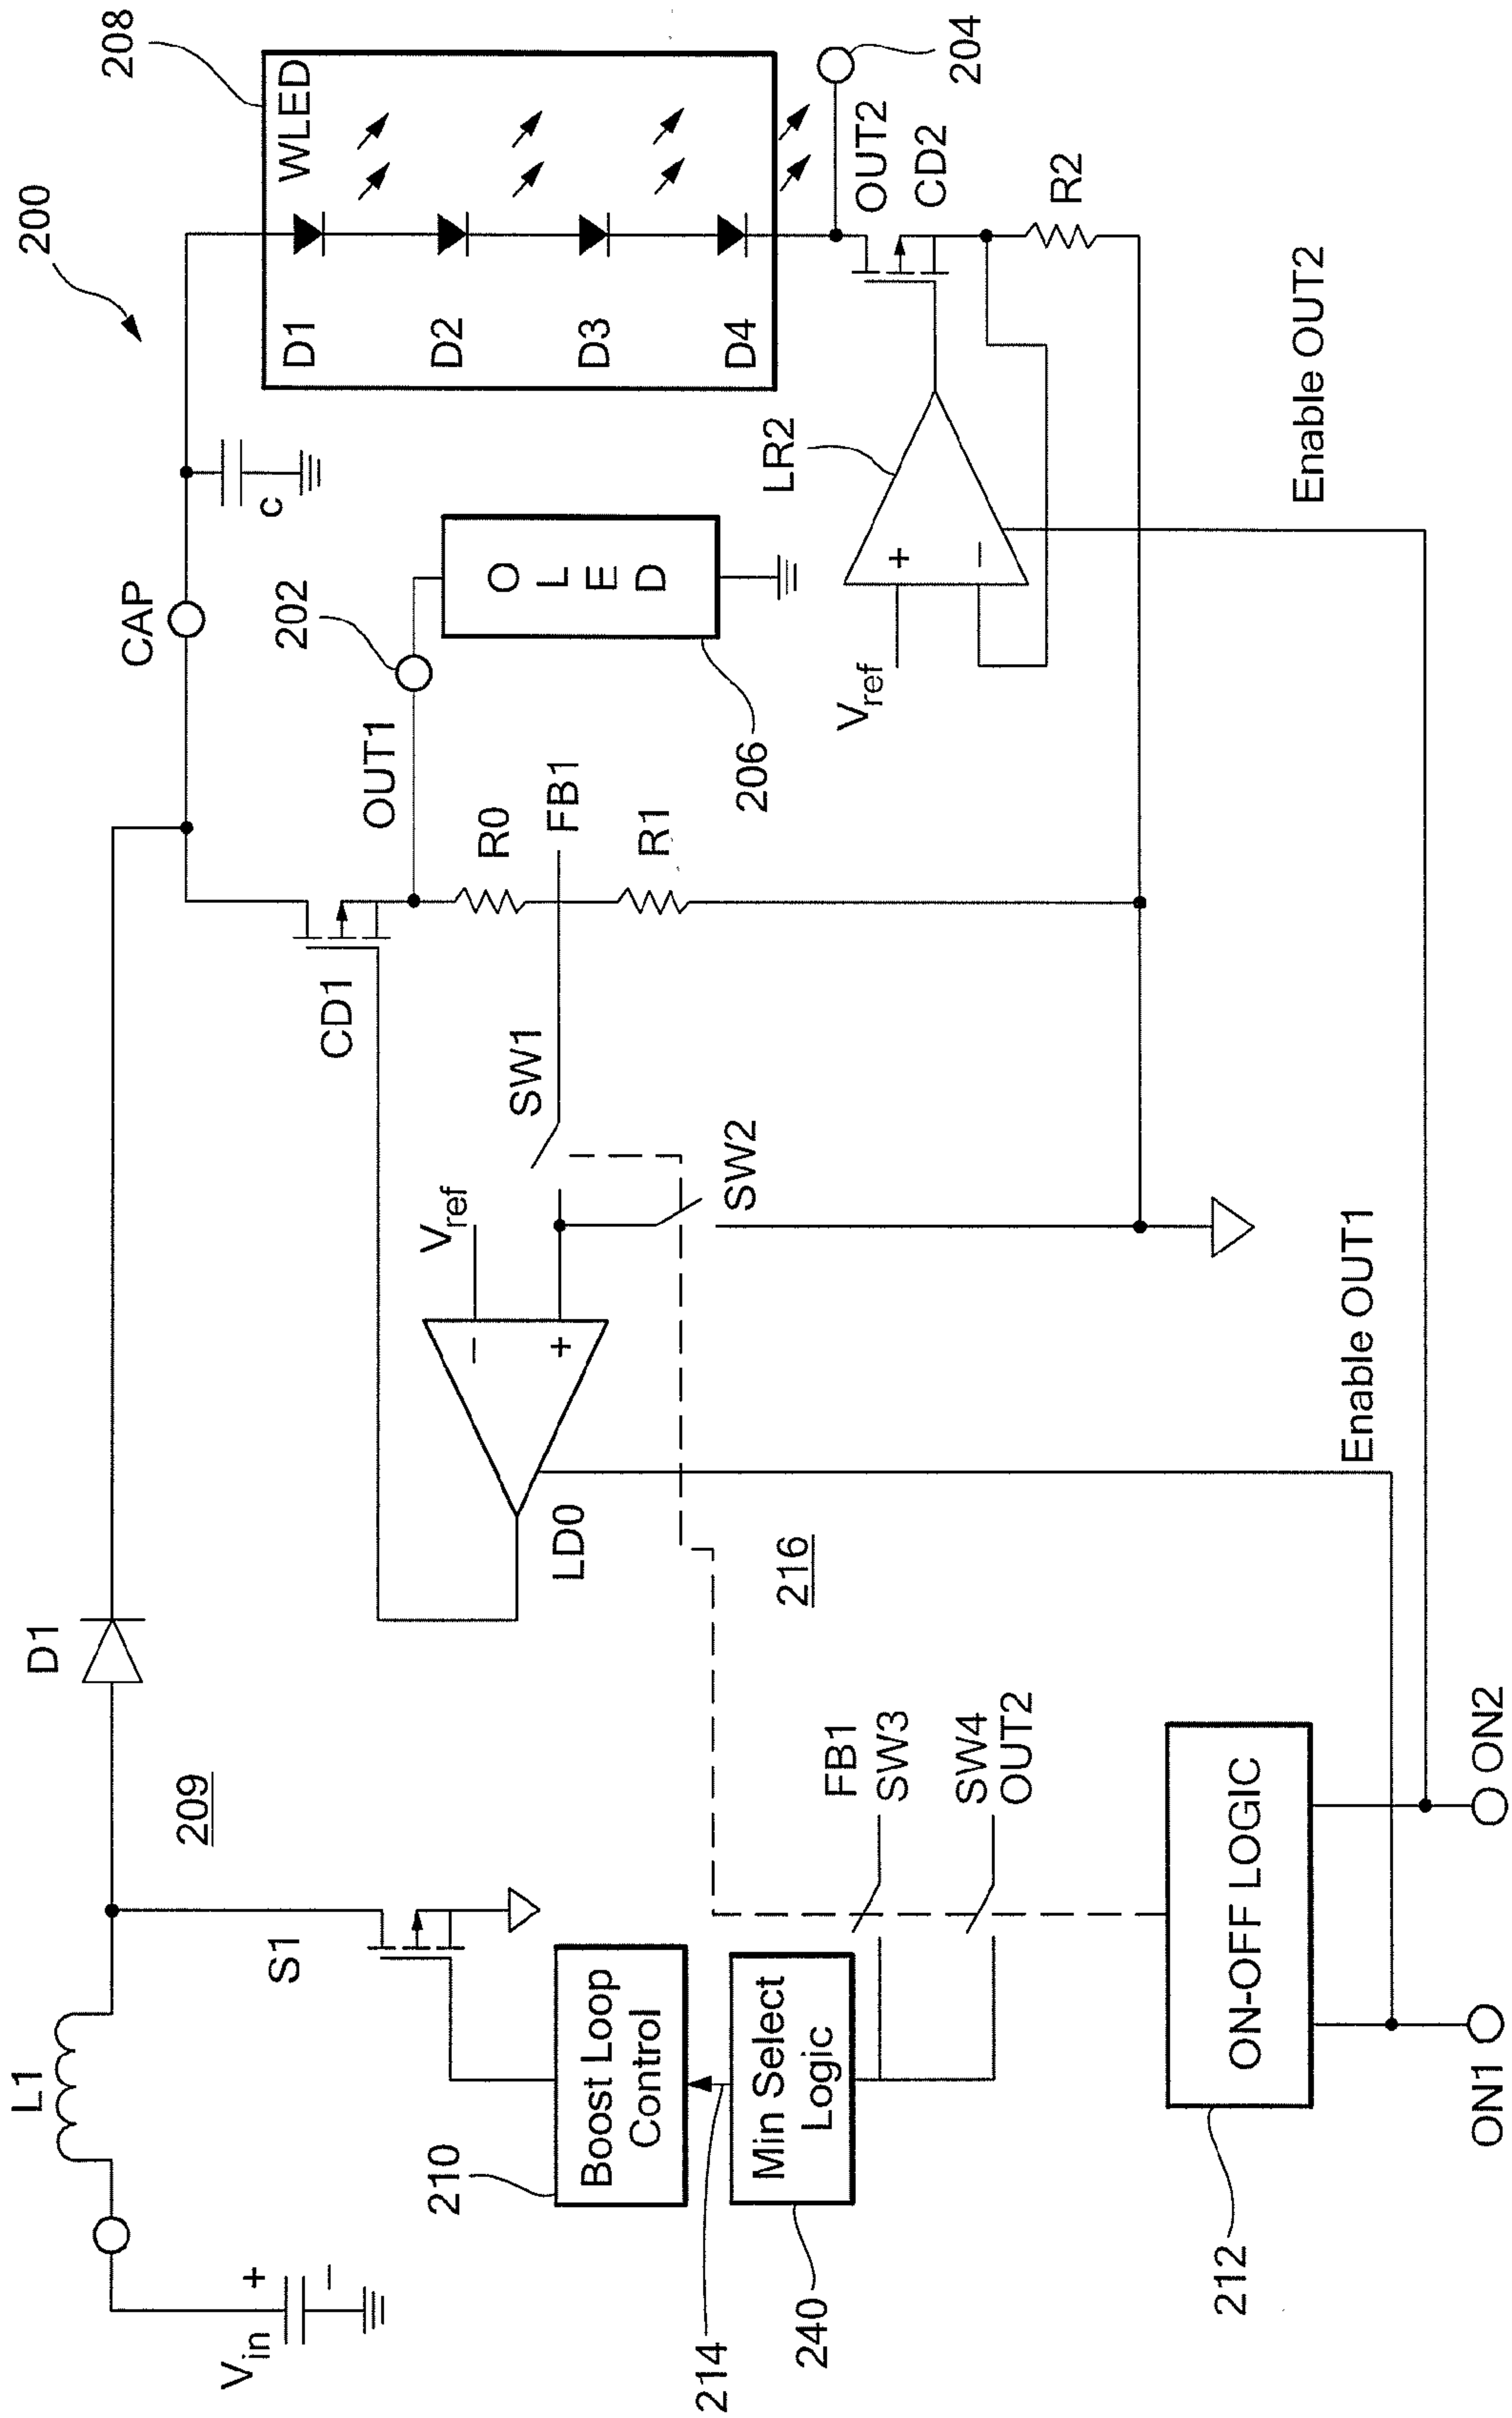 200
L1
D1
CAP
208
WLED
D1
D2
D3
D4
c
Vin
+
−
209
S1
CD1
OUT1
202
O
L
E
D
206
204
OUT2
CD2
R2
210
Boost Loop
Control
214
Min Select
Logic
240
FB1
SW3
SW4
OUT2
Vref
−
+
LD0
SW1
SW2
R0
FB1
R1
LR2
Vref
+
−
216
212
ON-OFF LOGIC
Enable OUT1
Enable OUT2
ON1
ON2